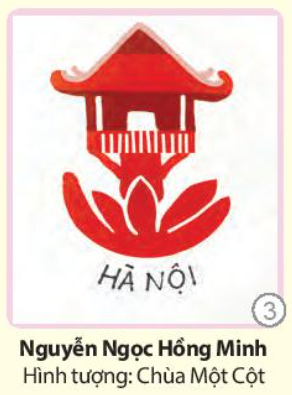 HÀ NỘI
3
Nguyễn Ngọc Hồng Minh
Hình tượng: Chùa Một Cột